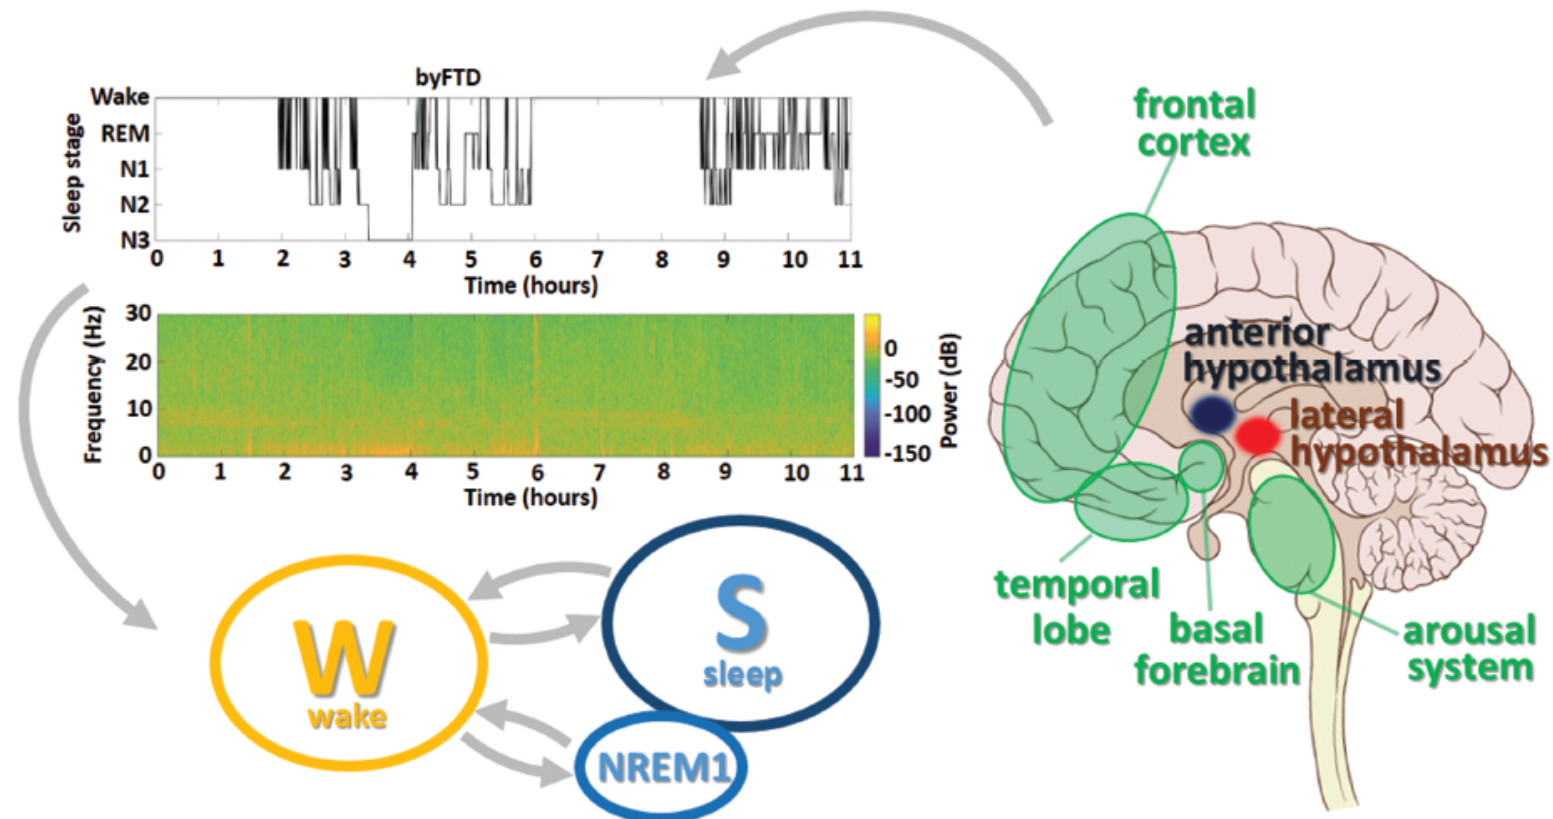 byFTD
Sleep stage
Wake
REM
N1
N2
N3
0 1 2 3 4 5 6 7 8 9 10 11
Time (hours)
Frequency (Hz)
30
20
10
0
0 1 2 3 4 5 6 7 8 9 10 11
Time (hours)
0
-50
-100
-150
Power (dB)
W
wake
S
sleep
NREM1
frontal
cortex
anterior
hypothalamus
lateral
hypothalamus
temporal
lobe
basal
forebrain
arousal
system